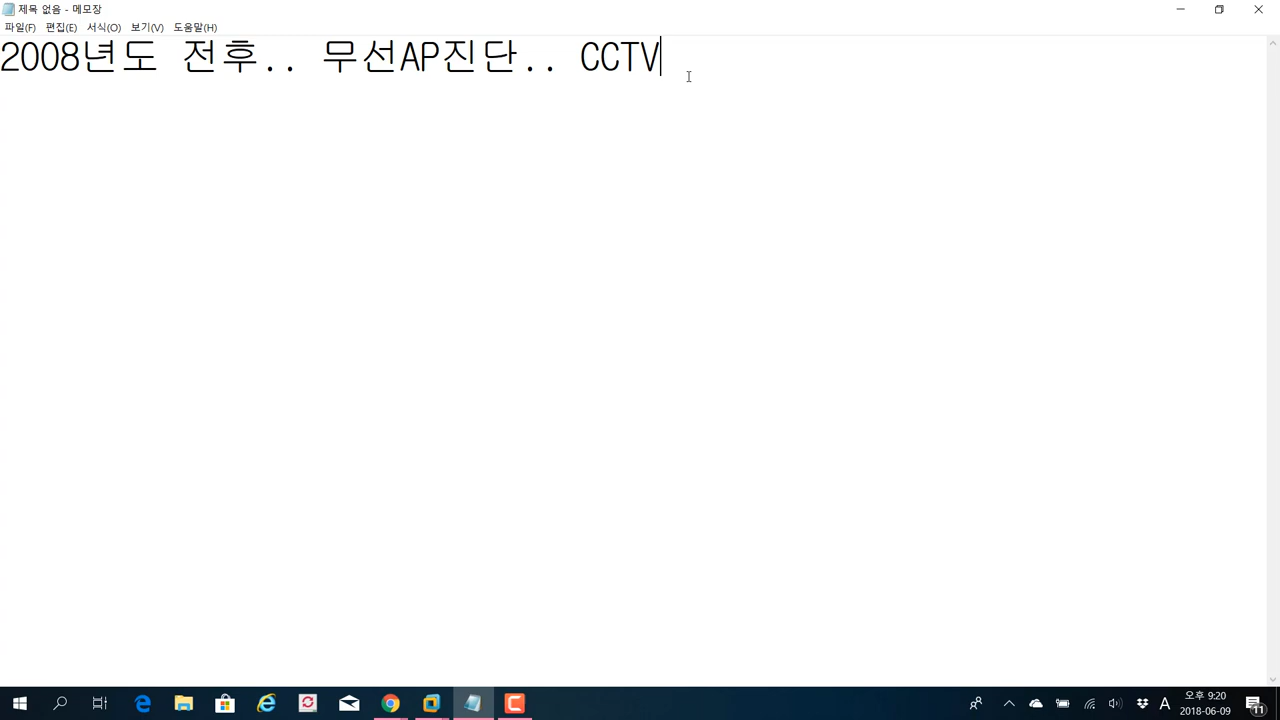 제목 없음 - 메모장
파일(F) 편집(E) 서식(O) 보기(V) 도움말(H)
2008년도 전후.. 무선AP진단.. CCTV
A
오후 9:20
2018-06-09
11